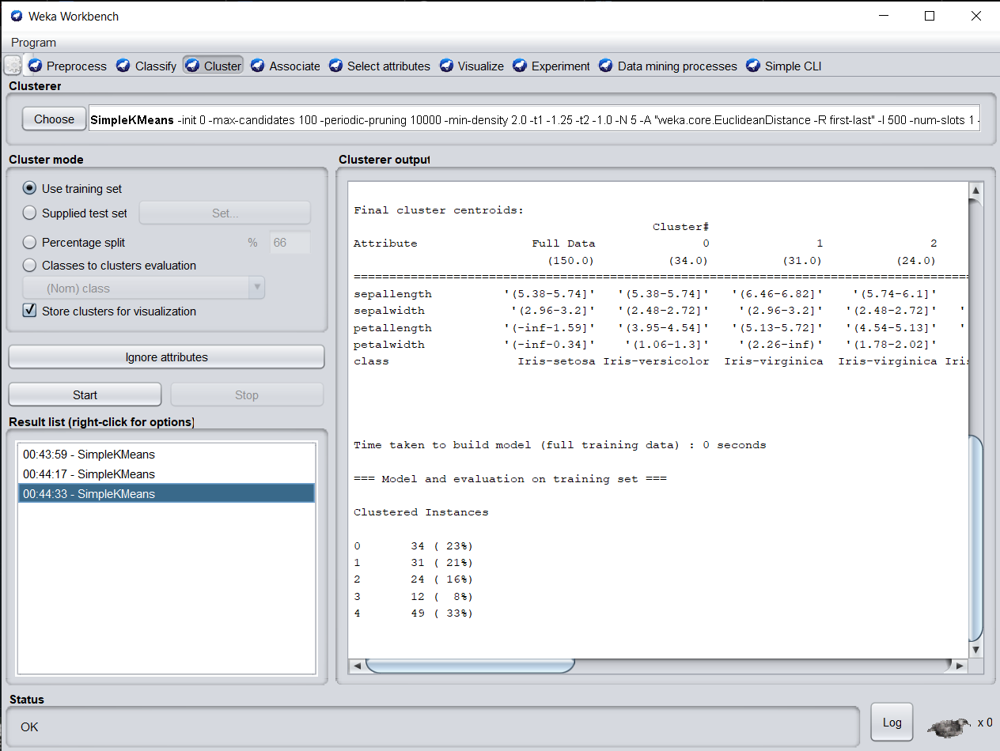 Weka Workbench
Program
Preprocess Classify Cluster Associate Select attributes Visualize Experiment Data mining processes Simple CLI
Clusterer
Choose SimpleKMeans -init 0 -max-candidates 100 -periodic-pruning 10000 -min-density 2.0 -t1 -1.25 -t2 -1.0 -N 5 -A "weka.core.EuclideanDistance -R first-last" -I 500 -num-slots 1 -
Cluster mode
Use training set
Supplied test set Set...
Percentage split % 66
Classes to clusters evaluation
(Nom) class
Store clusters for visualization
Ignore attributes
Start Stop
Result list (right-click for options)
00:43:59 - SimpleKMeans
00:44:17 - SimpleKMeans
00:44:33 - SimpleKMeans
Clusterer output
Final cluster centroids:
Cluster#
Attribute Full Data 0 1 2
(150.0) (34.0) (31.0) (24.0)
==========================================================================================
sepallength '(5.38-5.74]' '(5.38-5.74]' '(6.46-6.82]' '(5.74-6.1]'
sepalwidth '(2.96-3.2]' '(2.48-2.72]' '(2.96-3.2]' '(2.48-2.72]' '
petallength '(-inf-1.59]' '(3.95-4.54]' '(5.13-5.72]' '(4.54-5.13]' '
petalwidth '(-inf-0.34]' '(1.06-1.3]' '(2.26-inf)' '(1.78-2.02]'
class Iris-setosa Iris-versicolor Iris-virginica Iris-virginica Iris
Time taken to build model (full training data) : 0 seconds
=== Model and evaluation on training set ===
Clustered Instances
0 34 ( 23%)
1 31 ( 21%)
2 24 ( 16%)
3 12 ( 8%)
4 49 ( 33%)
Status
OK
Log
x 0